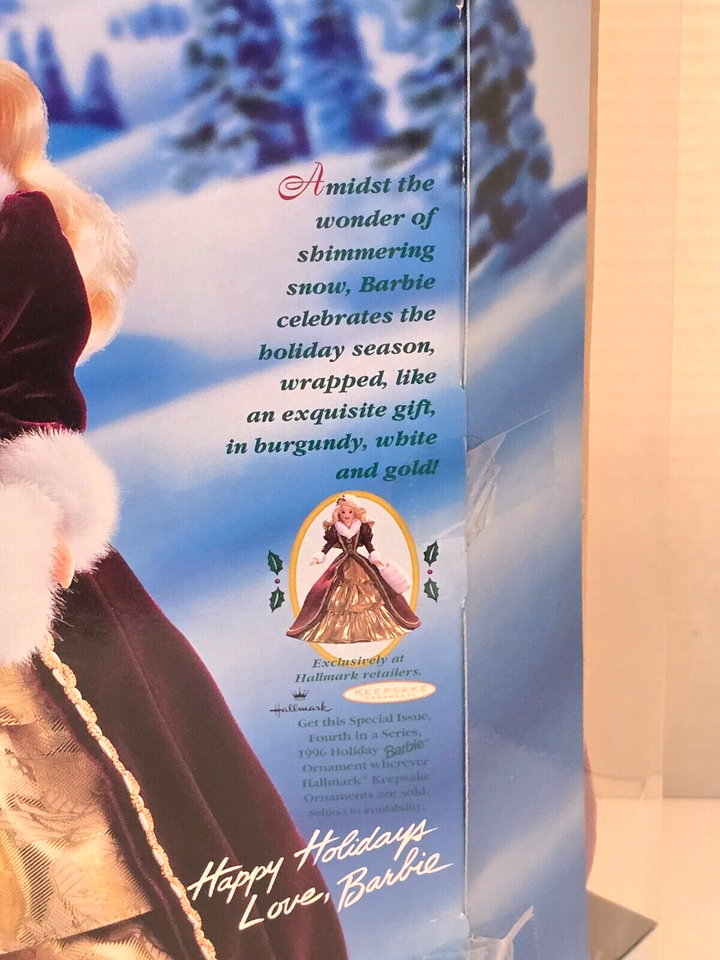 Amidst the
wonder of
shimmering
snow, Barbie
celebrates the
holiday season,
wrapped, like
an exquisite gift,
in burgundy, white
and gold!
Exclusively at
Hallmark retailers.
Hallmark
KEEPSAKE
ORNAMENTS
Get this Special Issue,
Fourth in a Series,
1996 Holiday Barbie™
Ornament wherever
Hallmark® Keepsake
Ornaments are sold.
Subject to availability.
Happy Holidays
Love, Barbie